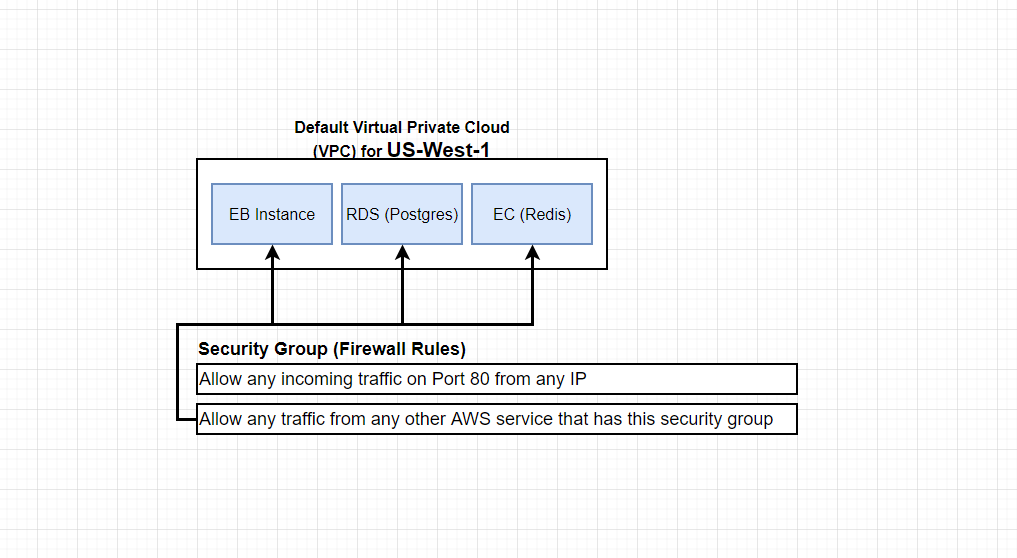 Default Virtual Private Cloud
(VPC) for US-West-1
EB Instance
RDS (Postgres)
EC (Redis)
Security Group (Firewall Rules)
Allow any incoming traffic on Port 80 from any IP
Allow any traffic from any other AWS service that has this security group